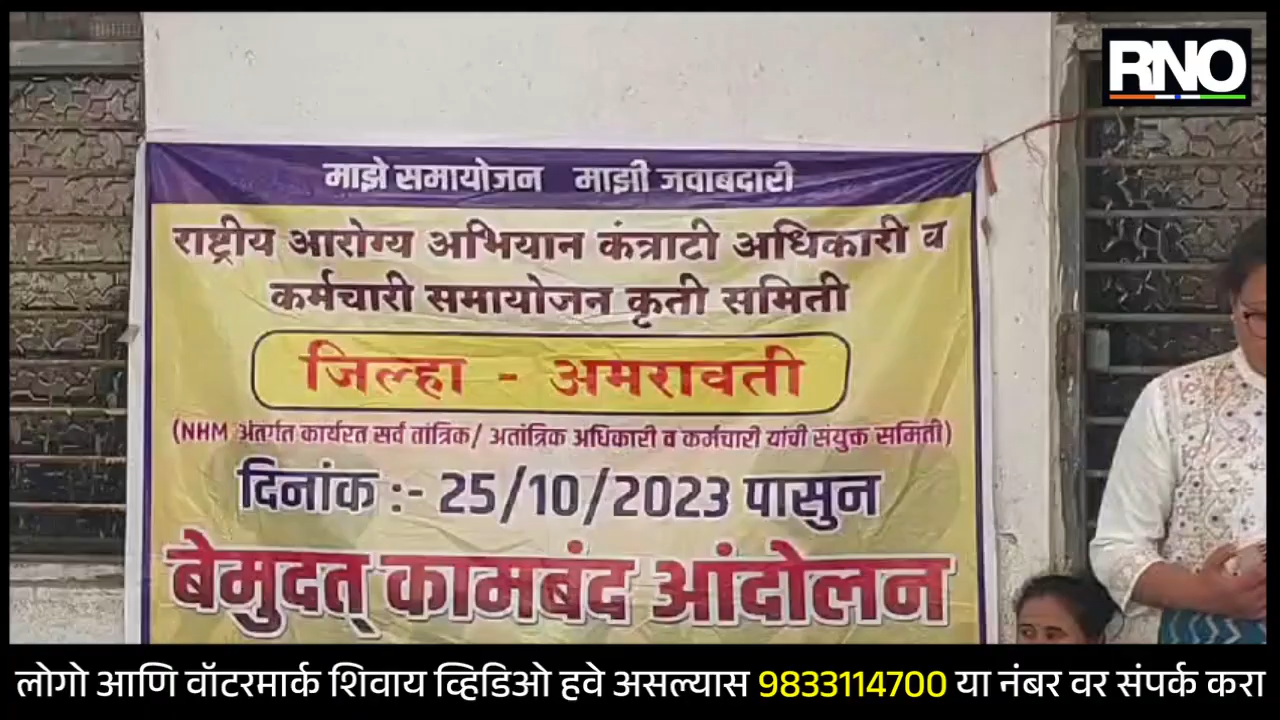 RNO
माझे समायोजन माझी जवाबदारी
राष्ट्रीय आरोग्य अभियान कंत्राटी अधिकारी व
कर्मचारी समायोजन कृती समिती
जिल्हा - अमरावती
(NHM अंतर्गत कार्यरत सर्व तांत्रिक/ अतांत्रिक अधिकारी व कर्मचारी यांची संयुक्त समिती)
दिनांक :- 25/10/2023 पासुन
बेमुदत् कामबंद आंदोलन
लोगो आणि वॉटरमार्क शिवाय व्हिडिओ हवे असल्यास 9833114700 या नंबर वर संपर्क करा